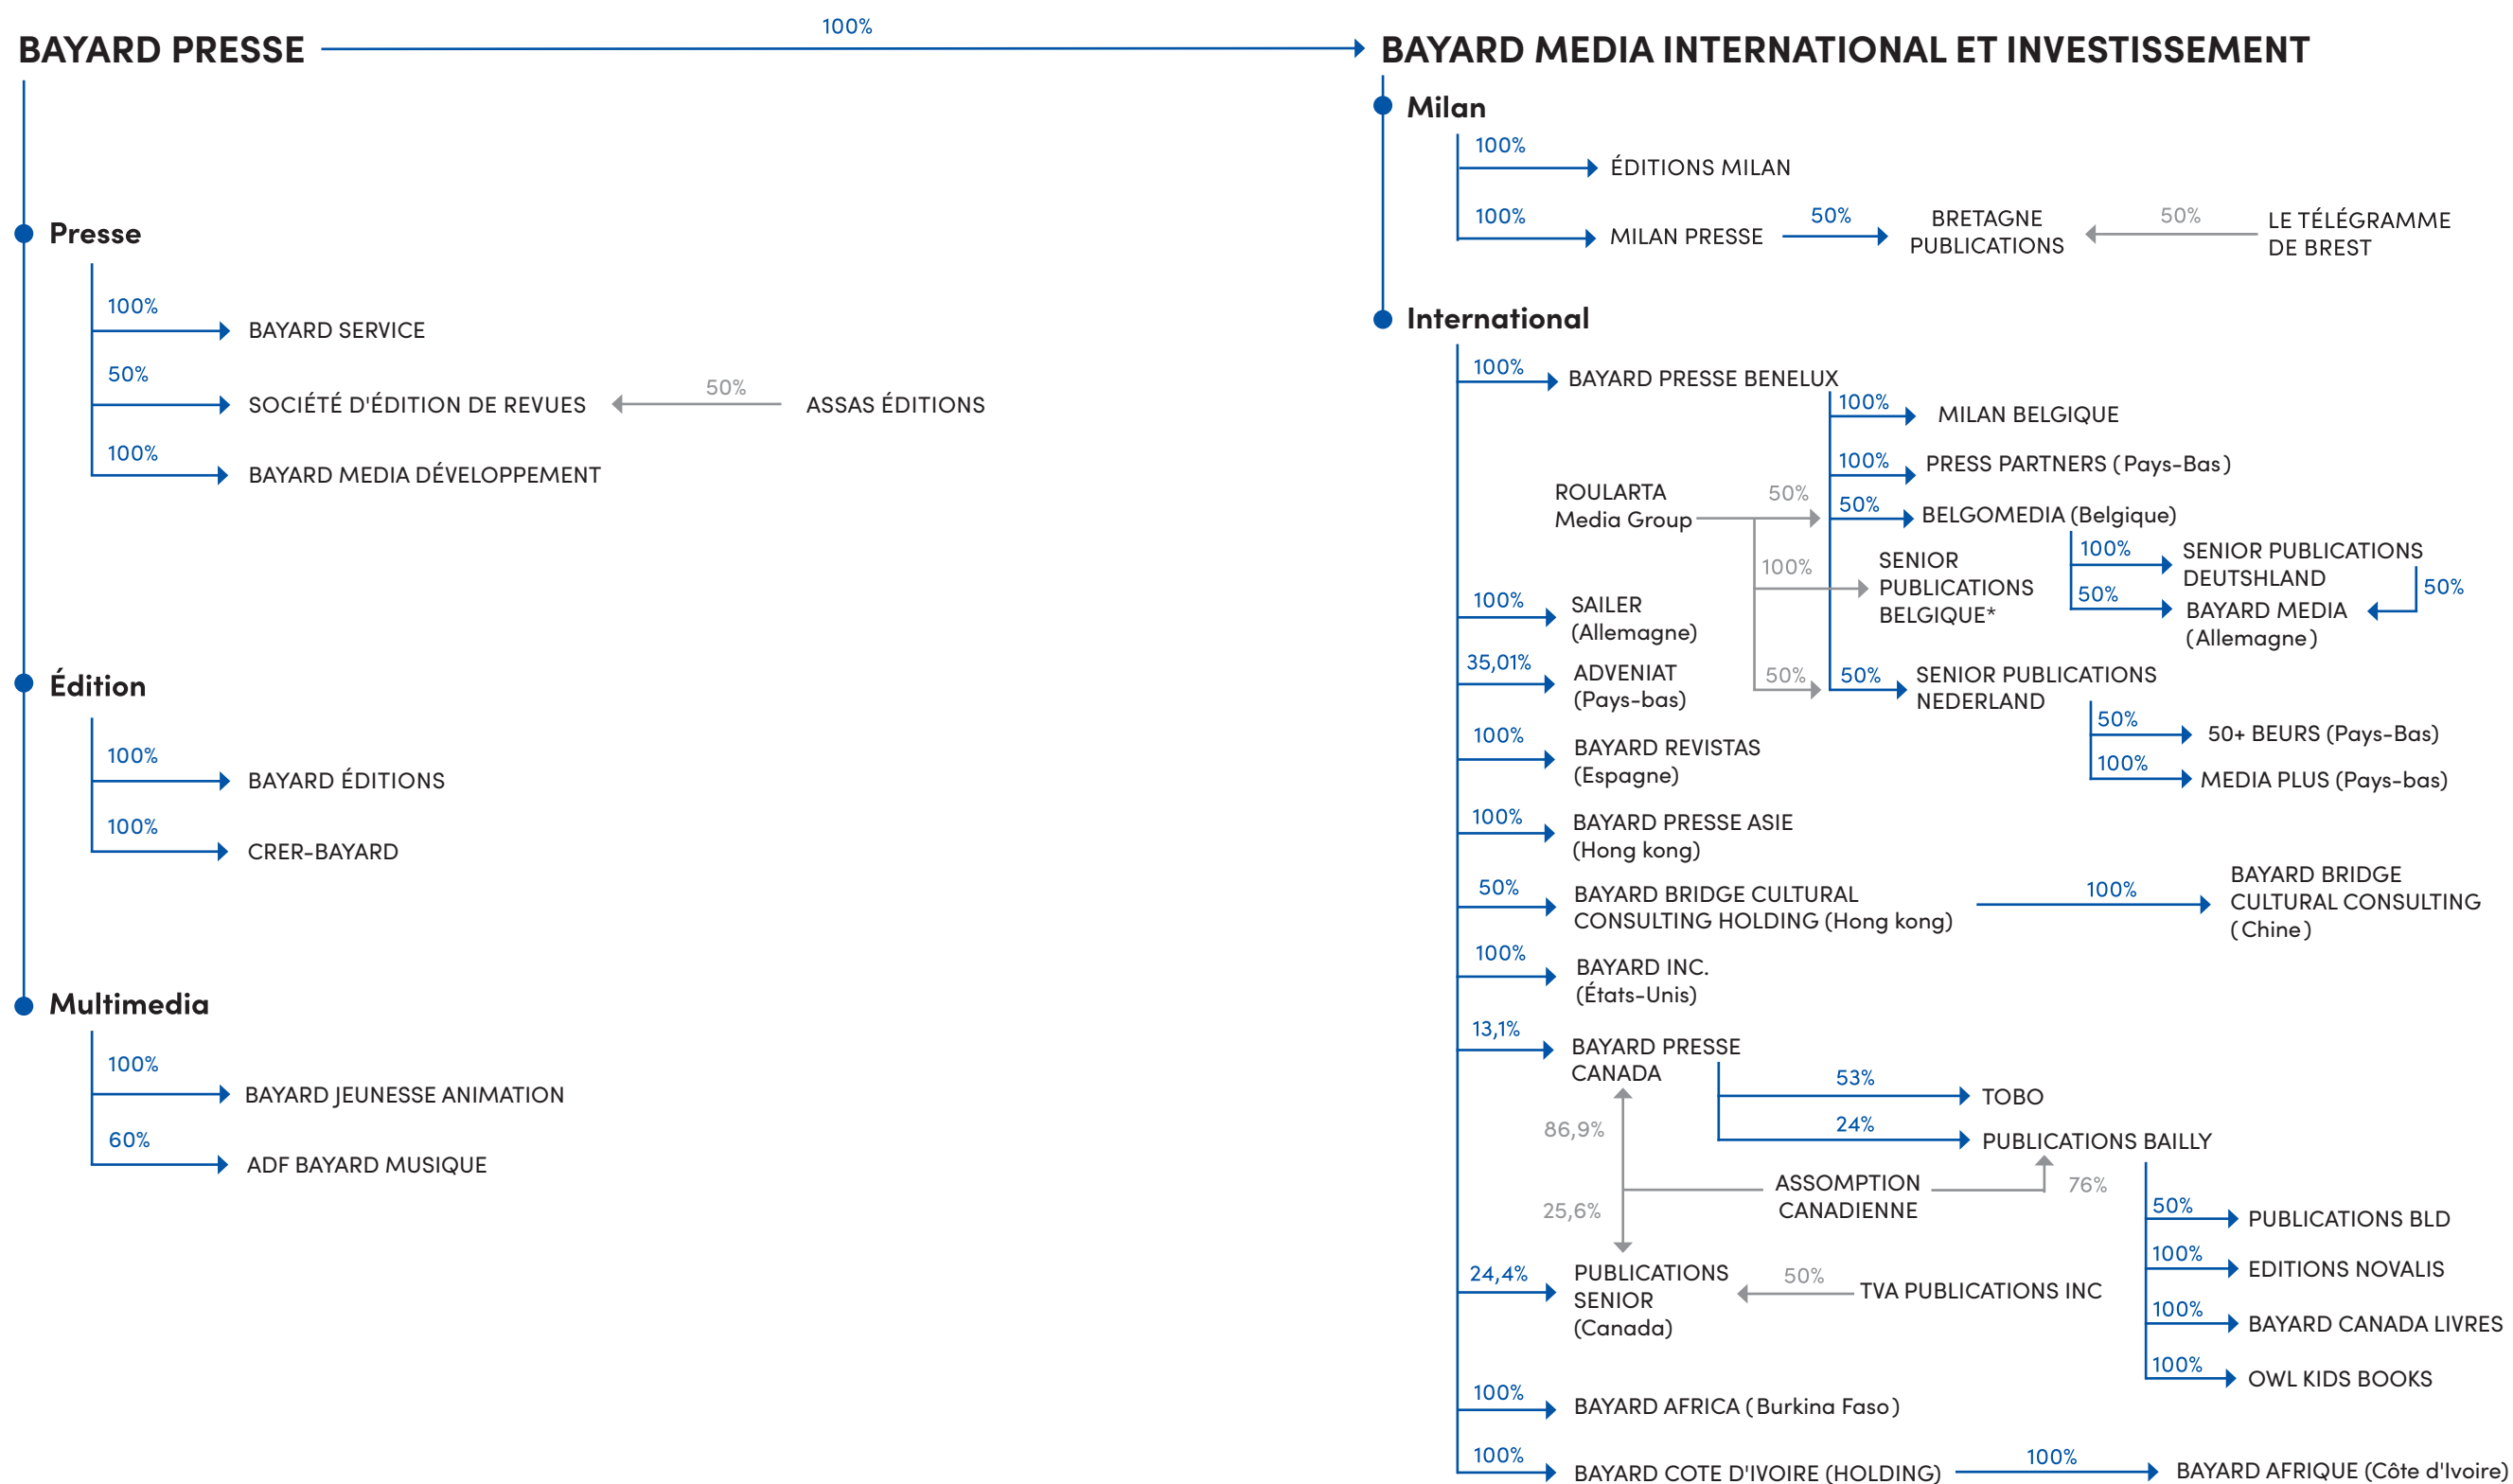 BAYARD PRESSE
100%
BAYARD MEDIA INTERNATIONAL ET INVESTISSEMENT
Presse
100%
BAYARD SERVICE
50%
SOCIÉTÉ D'ÉDITION DE REVUES
50%
ASSAS ÉDITIONS
100%
BAYARD MEDIA DÉVELOPPEMENT
Édition
100%
BAYARD ÉDITIONS
100%
CRER-BAYARD
Multimedia
100%
BAYARD JEUNESSE ANIMATION
60%
ADF BAYARD MUSIQUE
Milan
100%
ÉDITIONS MILAN
100%
MILAN PRESSE
50%
BRETAGNE
PUBLICATIONS
50%
LE TÉLÉGRAMME
DE BREST
International
100%
BAYARD PRESSE BENELUX
100%
MILAN BELGIQUE
100%
PRESS PARTNERS (Pays-Bas)
ROULARTA
Media Group
50%
50%
BELGOMEDIA (Belgique)
100%
SENIOR PUBLICATIONS
DEUTSHLAND
50%
50%
BAYARD MEDIA
(Allemagne)
100%
SENIOR
PUBLICATIONS
BELGIQUE*
50%
50%
SENIOR PUBLICATIONS
NEDERLAND
50%
50+ BEURS (Pays-Bas)
100%
MEDIA PLUS (Pays-bas)
100%
SAILER
(Allemagne)
35,01%
ADVENIAT
(Pays-bas)
100%
BAYARD REVISTAS
(Espagne)
100%
BAYARD PRESSE ASIE
(Hong kong)
50%
BAYARD BRIDGE CULTURAL
CONSULTING HOLDING (Hong kong)
100%
BAYARD BRIDGE
CULTURAL CONSULTING
(Chine)
100%
BAYARD INC.
(États-Unis)
13,1%
BAYARD PRESSE
CANADA
53%
TOBO
24%
PUBLICATIONS BAILLY
86,9%
25,6%
ASSOMPTION
CANADIENNE
76%
50%
PUBLICATIONS BLD
100%
EDITIONS NOVALIS
100%
BAYARD CANADA LIVRES
100%
OWL KIDS BOOKS
24,4%
PUBLICATIONS
SENIOR
(Canada)
50%
TVA PUBLICATIONS INC
100%
BAYARD AFRICA (Burkina Faso)
100%
BAYARD COTE D'IVOIRE (HOLDING)
100%
BAYARD AFRIQUE (Côte d'Ivoire)